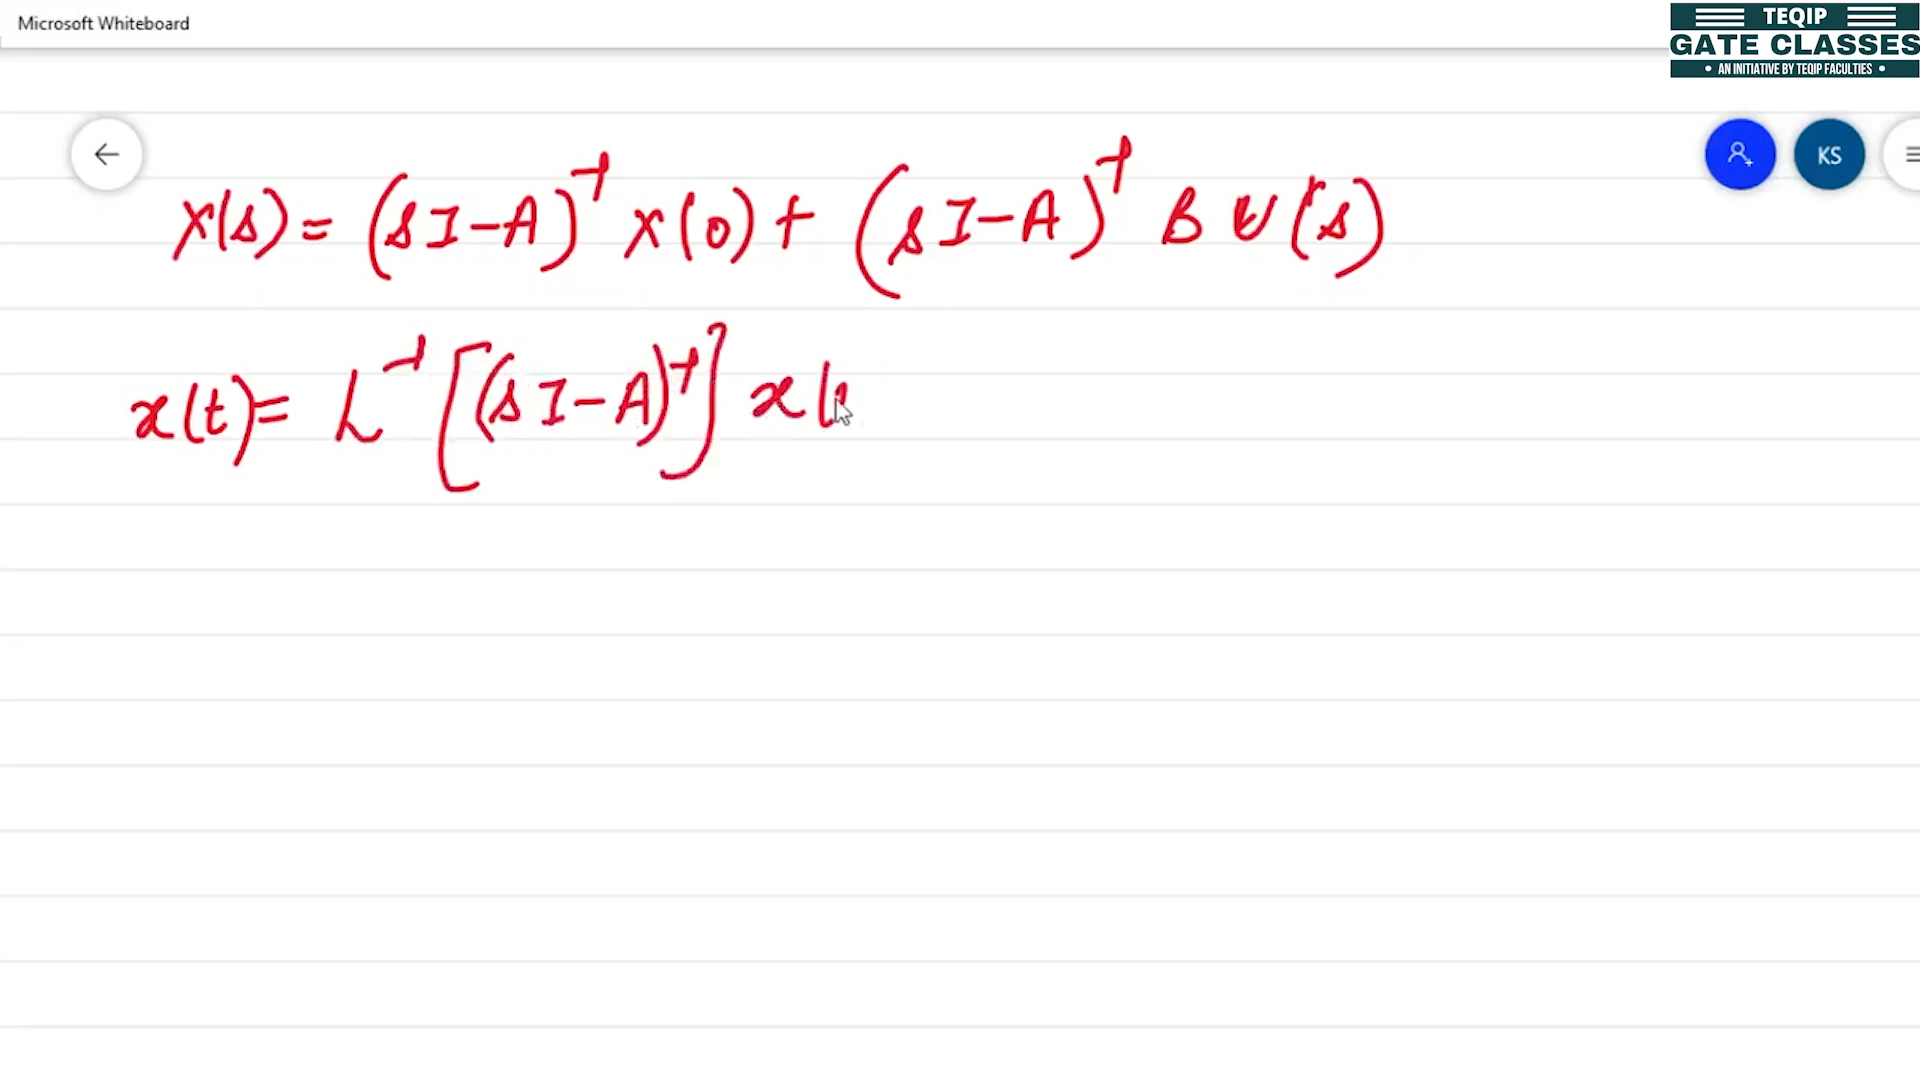 Microsoft Whiteboard
TEQIP
GATE CLASSES
• AN INITIATIVE BY TEQIP FACULTIES •
KS
X(s) = (sI-A)⁻¹ X(0) + (sI-A)⁻¹ B U(s)
x(t) = L⁻¹ [(sI-A)⁻¹] x(